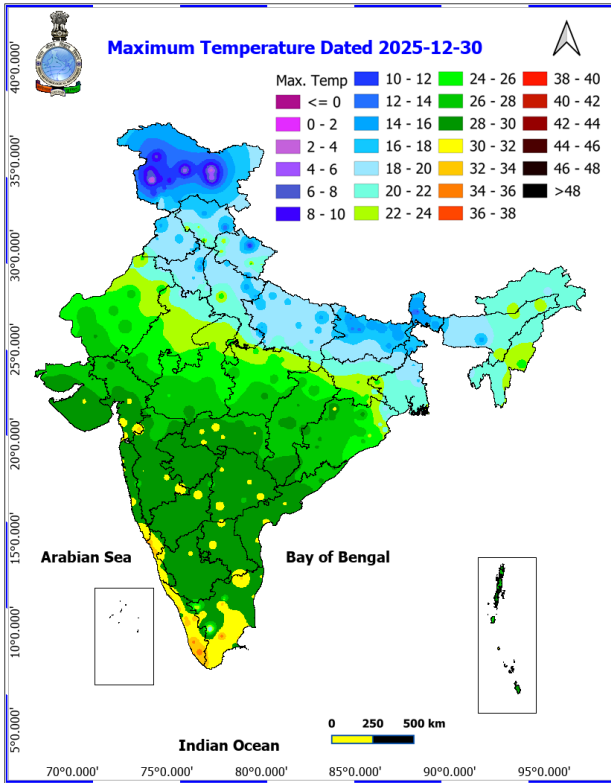 Maximum Temperature Dated 2025-12-30
Max. Temp
<= 0
0 - 2
2 - 4
4 - 6
6 - 8
8 - 10
10 - 12
12 - 14
14 - 16
16 - 18
18 - 20
20 - 22
22 - 24
24 - 26
26 - 28
28 - 30
30 - 32
32 - 34
34 - 36
36 - 38
38 - 40
40 - 42
42 - 44
44 - 46
46 - 48
>48
40°0.000'
35°0.000'
30°0.000'
25°0.000'
20°0.000'
15°0.000'
10°0.000'
5°0.000'
Arabian Sea
Bay of Bengal
Indian Ocean
0 250 500 km
70°0.000' 75°0.000' 80°0.000' 85°0.000' 90°0.000' 95°0.000'